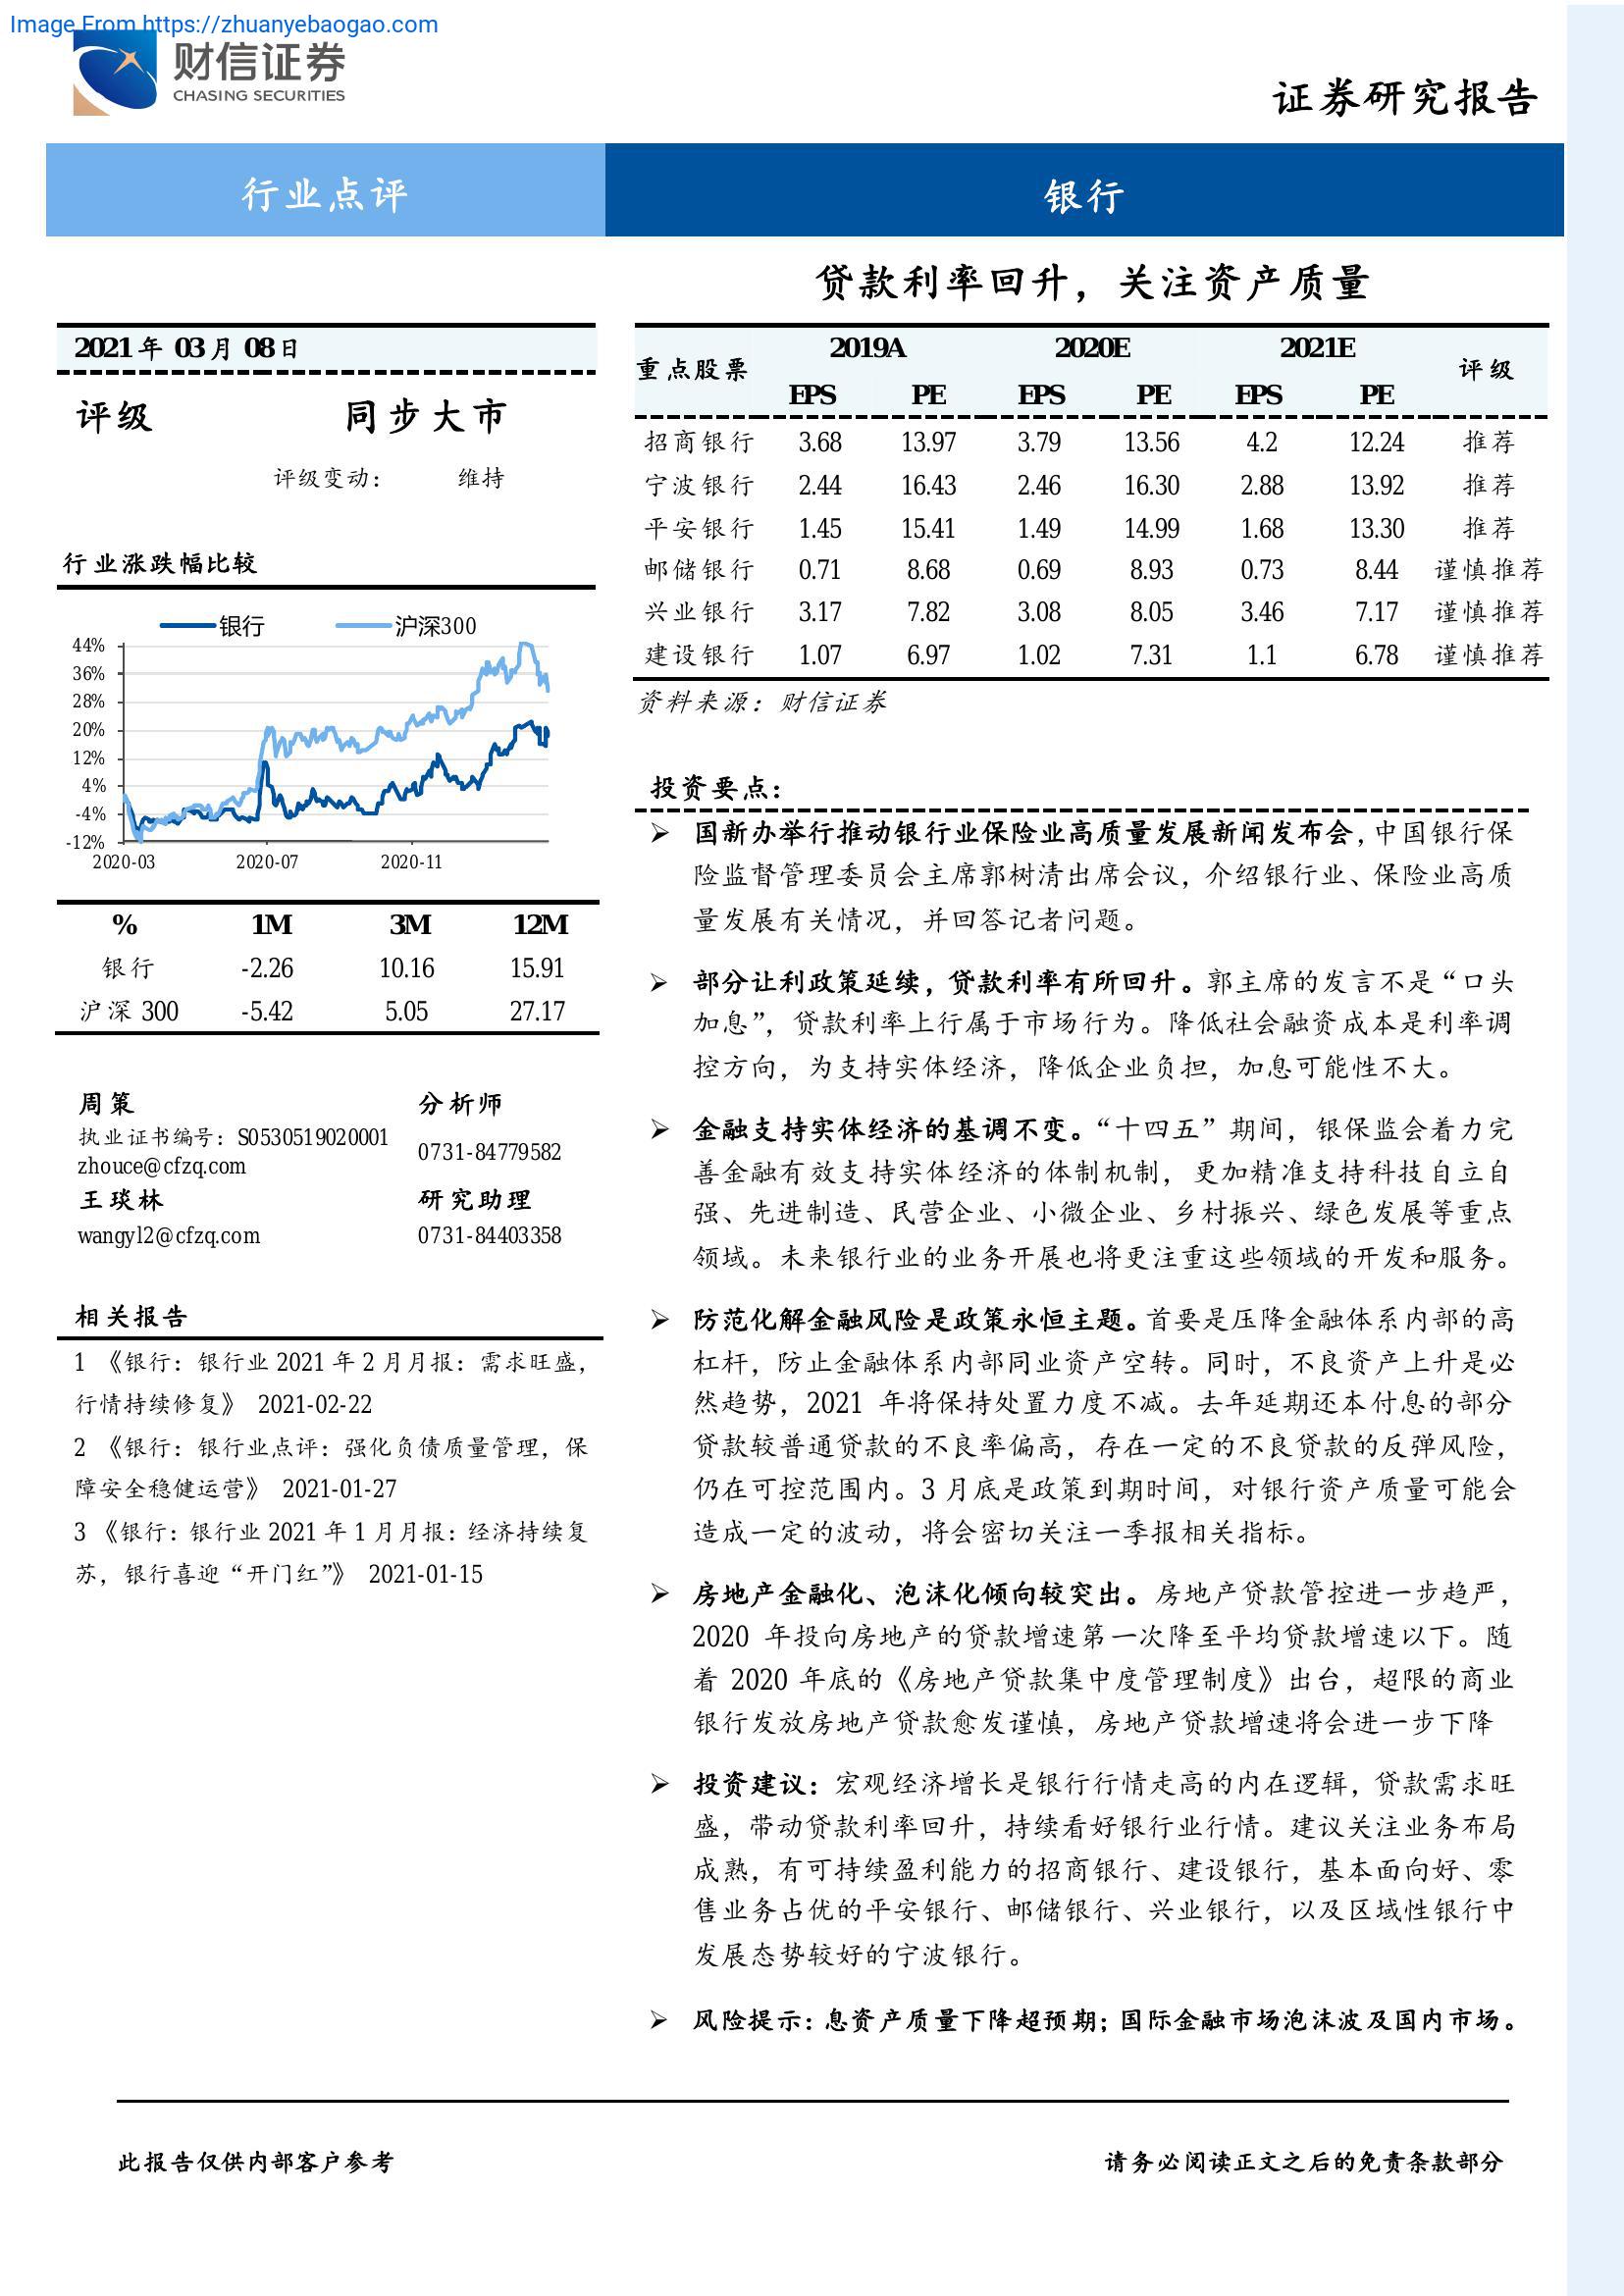 Image From https://zhuanyebaogao.com
财信证券
CHASING SECURITIES
证券研究报告
行业点评
银行
贷款利率回升，关注资产质量
2021年 03月 08日
评级 同步大市
评级变动： 维持
行业涨跌幅比较
银行 沪深300
44%
36%
28%
20%
12%
4%
-4%
-12%
2020-03 2020-07 2020-11
% 1M 3M 12M
银行 -2.26 10.16 15.91
沪深 300 -5.42 5.05 27.17
周策 分析师
执业证书编号：S0530519020001
0731-84779582
zhouce@cfzq.com
王琰林 研究助理
wangyl2@cfzq.com 0731-84403358
相关报告
1 《银行：银行业 2021 年 2 月月报：需求旺盛，
行情持续修复》 2021-02-22
2 《银行：银行业点评：强化负债质量管理，保
障安全稳健运营》 2021-01-27
3 《银行：银行业 2021 年 1 月月报：经济持续复
苏，银行喜迎“开门红”》 2021-01-15
重点股票 2019A 2020E 2021E 评级
EPS PE EPS PE EPS PE
招商银行 3.68 13.97 3.79 13.56 4.2 12.24 推荐
宁波银行 2.44 16.43 2.46 16.30 2.88 13.92 推荐
平安银行 1.45 15.41 1.49 14.99 1.68 13.30 推荐
邮储银行 0.71 8.68 0.69 8.93 0.73 8.44 谨慎推荐
兴业银行 3.17 7.82 3.08 8.05 3.46 7.17 谨慎推荐
建设银行 1.07 6.97 1.02 7.31 1.1 6.78 谨慎推荐
资料来源：财信证券
投资要点：
➢ 国新办举行推动银行业保险业高质量发展新闻发布会，中国银行保
险监督管理委员会主席郭树清出席会议，介绍银行业、保险业高质
量发展有关情况，并回答记者问题。
➢ 部分让利政策延续，贷款利率有所回升。郭主席的发言不是“口头
加息”，贷款利率上行属于市场行为。降低社会融资成本是利率调
控方向，为支持实体经济，降低企业负担，加息可能性不大。
➢ 金融支持实体经济的基调不变。“十四五”期间，银保监会着力完
善金融有效支持实体经济的体制机制，更加精准支持科技自立自
强、先进制造、民营企业、小微企业、乡村振兴、绿色发展等重点
领域。未来银行业的业务开展也将更注重这些领域的开发和服务。
➢ 防范化解金融风险是政策永恒主题。首要是压降金融体系内部的高
杠杆，防止金融体系内部同业资产空转。同时，不良资产上升是必
然趋势，2021 年将保持处置力度不减。去年延期还本付息的部分
贷款较普通贷款的不良率偏高，存在一定的不良贷款的反弹风险，
仍在可控范围内。3 月底是政策到期时间，对银行资产质量可能会
造成一定的波动，将会密切关注一季报相关指标。
➢ 房地产金融化、泡沫化倾向较突出。房地产贷款管控进一步趋严，
2020 年投向房地产的贷款增速第一次降至平均贷款增速以下。随
着 2020 年底的《房地产贷款集中度管理制度》出台，超限的商业
银行发放房地产贷款愈发谨慎，房地产贷款增速将会进一步下降
➢ 投资建议：宏观经济增长是银行行情走高的内在逻辑，贷款需求旺
盛，带动贷款利率回升，持续看好银行业行情。建议关注业务布局
成熟，有可持续盈利能力的招商银行、建设银行，基本面向好、零
售业务占优的平安银行、邮储银行、兴业银行，以及区域性银行中
发展态势较好的宁波银行。
➢ 风险提示：息资产质量下降超预期；国际金融市场泡沫波及国内市场。
此报告仅供内部客户参考 请务必阅读正文之后的免责条款部分